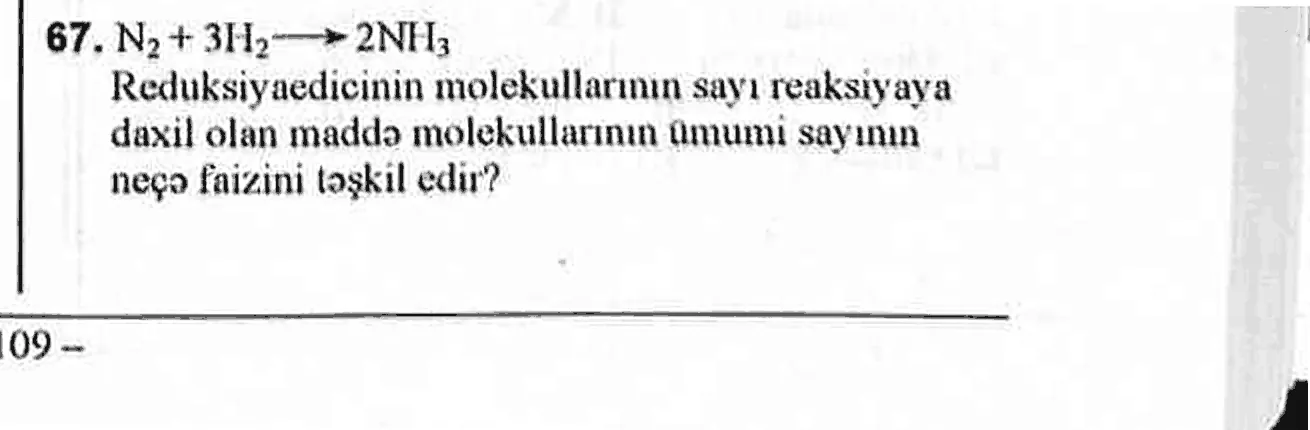 67. N₂ + 3H₂ ⟶ 2NH₃
Reduksiyaedicinin molekullarının sayı reaksiyaya
daxil olan maddə molekullarının ümumi sayının
neçə faizini təşkil edir?
109 –